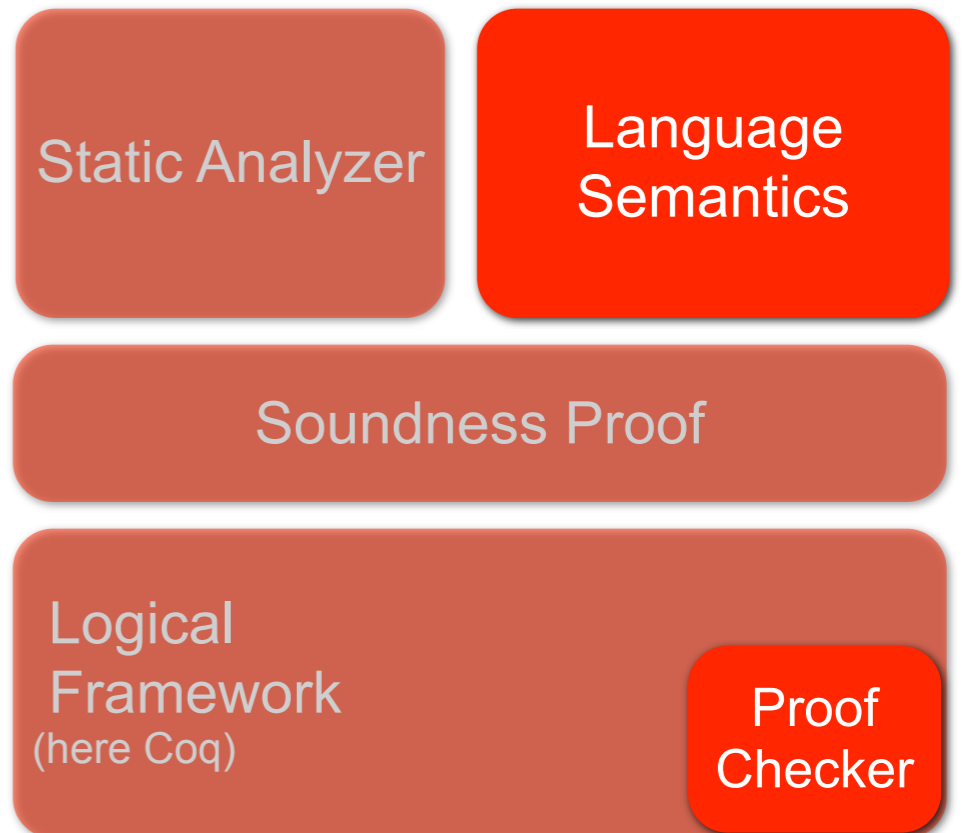 Static Analyzer
Language
Semantics
Soundness Proof
Logical
Framework
(here Coq)
Proof
Checker